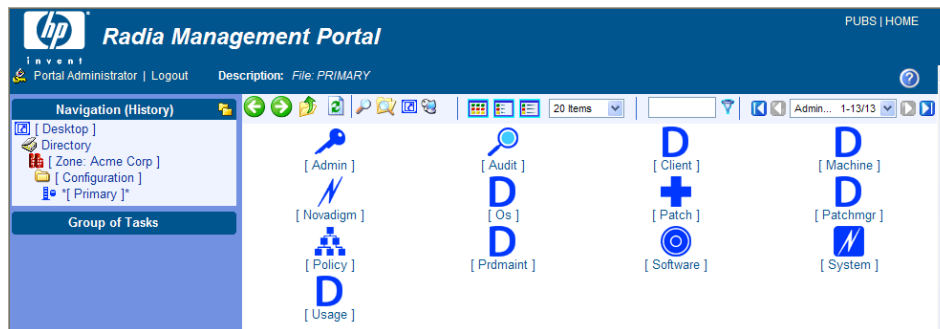 PUBS | HOME
hp
Radia Management Portal
invent
Portal Administrator | Logout Description: File: PRIMARY
?
Navigation (History)
20 Items
Admin... 1-13/13
[ Desktop ]
Directory
[ Zone: Acme Corp ]
[ Configuration ]
*[ Primary ]*
Group of Tasks
D D
[ Admin ] [ Audit ] [ Client ] [ Machine ]
D D
[ Novadigm ] [ Os ] [ Patch ] [ Patchmgr ]
D
[ Policy ] [ Prdmaint ] [ Software ] [ System ]
D
[ Usage ]